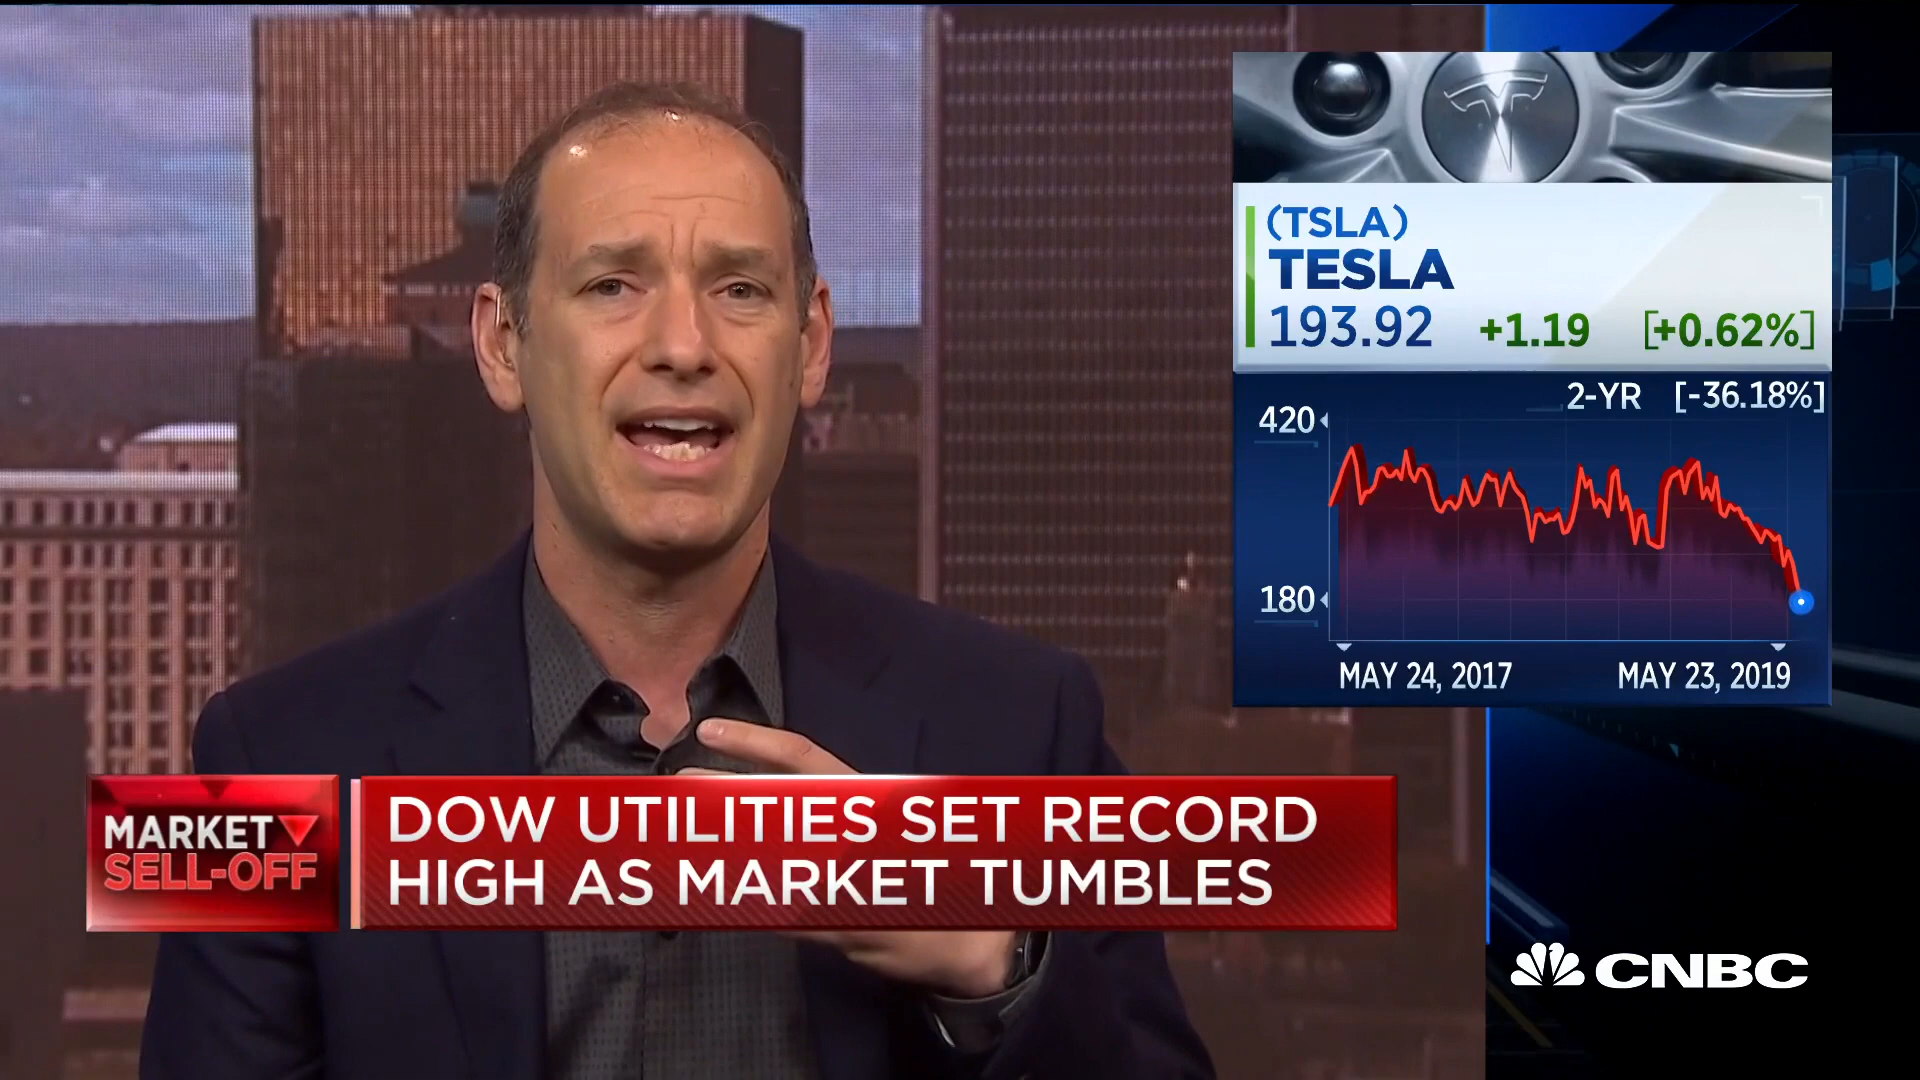 (TSLA)
TESLA
193.92 +1.19 [+0.62%]
2-YR [-36.18%]
420
180
MAY 24, 2017 MAY 23, 2019
MARKET
SELL-OFF
DOW UTILITIES SET RECORD
HIGH AS MARKET TUMBLES
CNBC